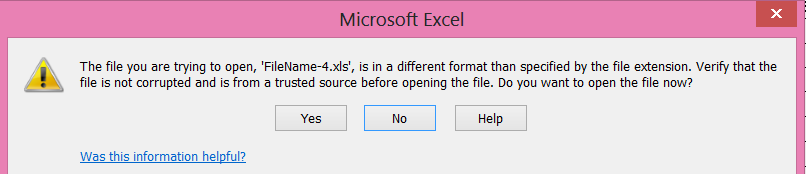 Microsoft Excel
The file you are trying to open, 'FileName-4.xls', is in a different format than specified by the file extension. Verify that the
file is not corrupted and is from a trusted source before opening the file. Do you want to open the file now?
Yes No Help
Was this information helpful?